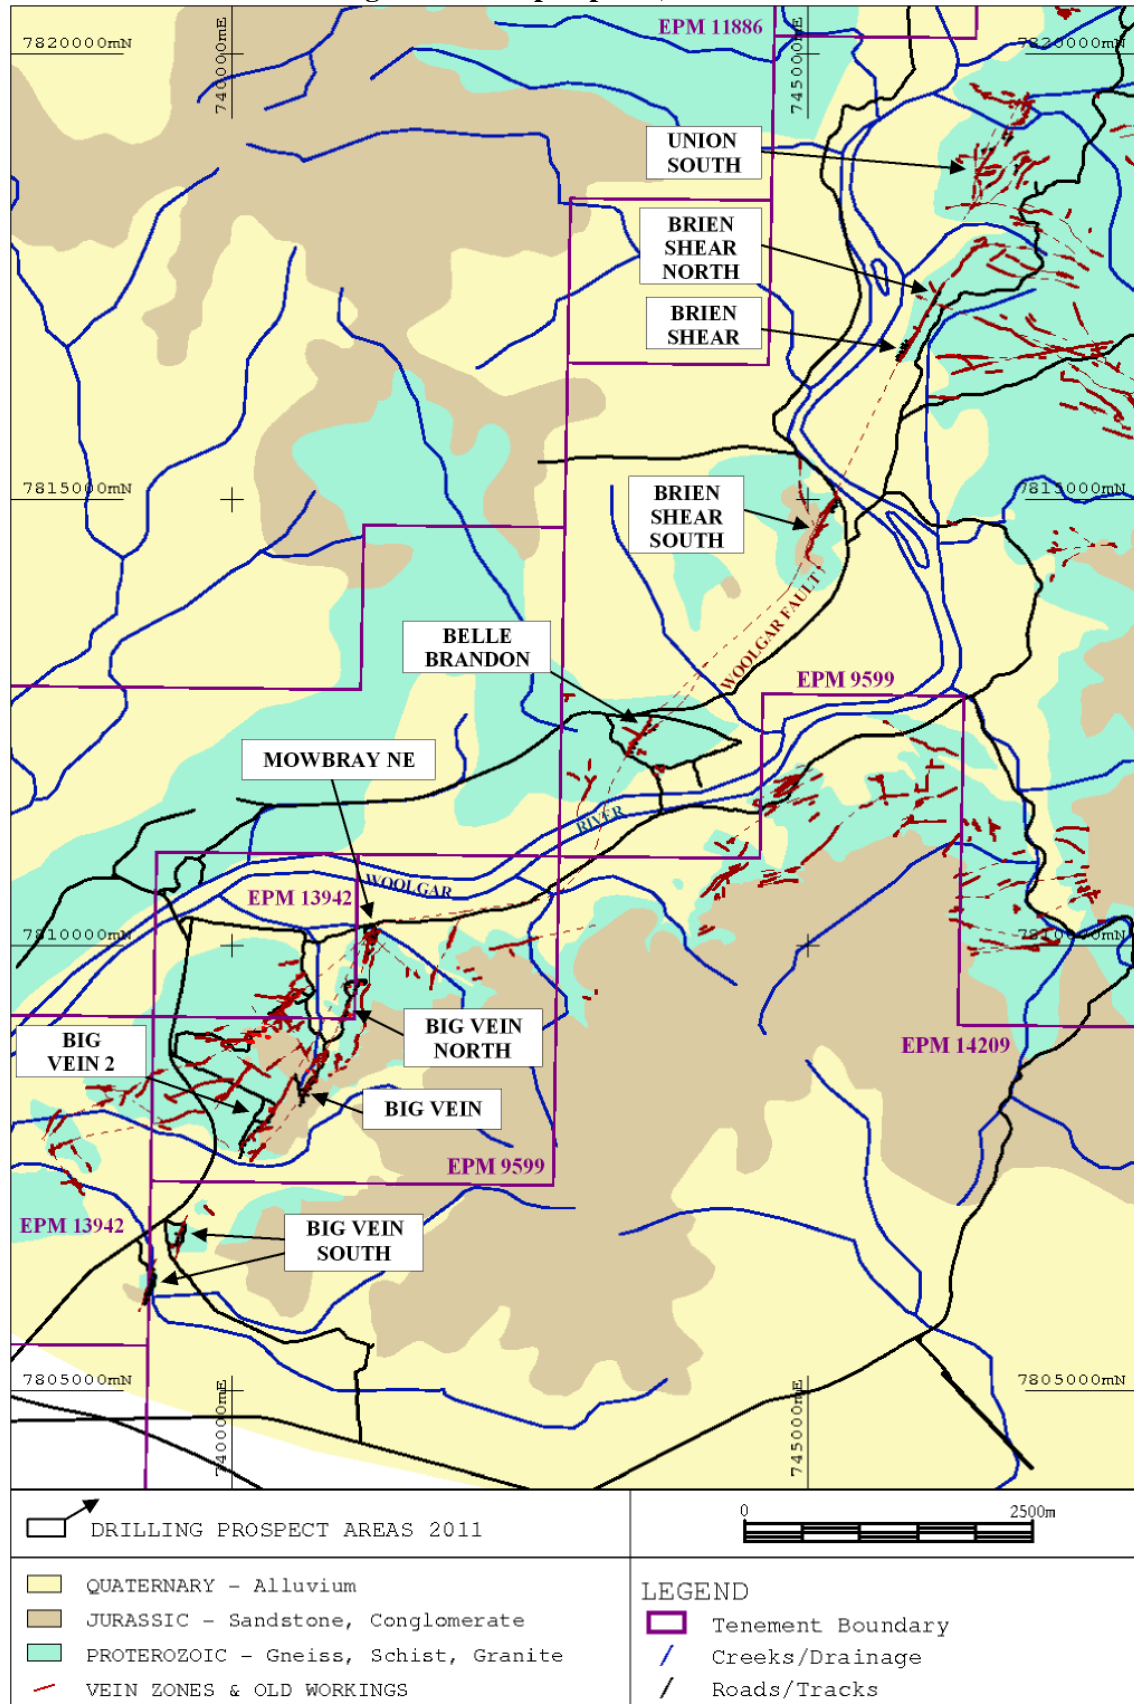 EPM 11886
7820000mN
7820000mN
740000mE
745000mE
UNION
SOUTH
BRIEN
SHEAR
NORTH
BRIEN
SHEAR
7815000mN
7815000mN
BRIEN
SHEAR
SOUTH
WOOLGAR FAULT
BELLE
BRANDON
EPM 9599
MOWBRAY NE
RIVER
WOOLGAR
EPM 13942
7810000mN
7810000mN
BIG VEIN
NORTH
BIG
VEIN 2
EPM 14209
BIG VEIN
EPM 9599
EPM 13942
BIG VEIN
SOUTH
7805000mN
7805000mN
740000mE
745000mE
DRILLING PROSPECT AREAS 2011
0
2500m
QUATERNARY - Alluvium
JURASSIC - Sandstone, Conglomerate
PROTEROZOIC - Gneiss, Schist, Granite
VEIN ZONES & OLD WORKINGS
LEGEND
Tenement Boundary
Creeks/Drainage
Roads/Tracks